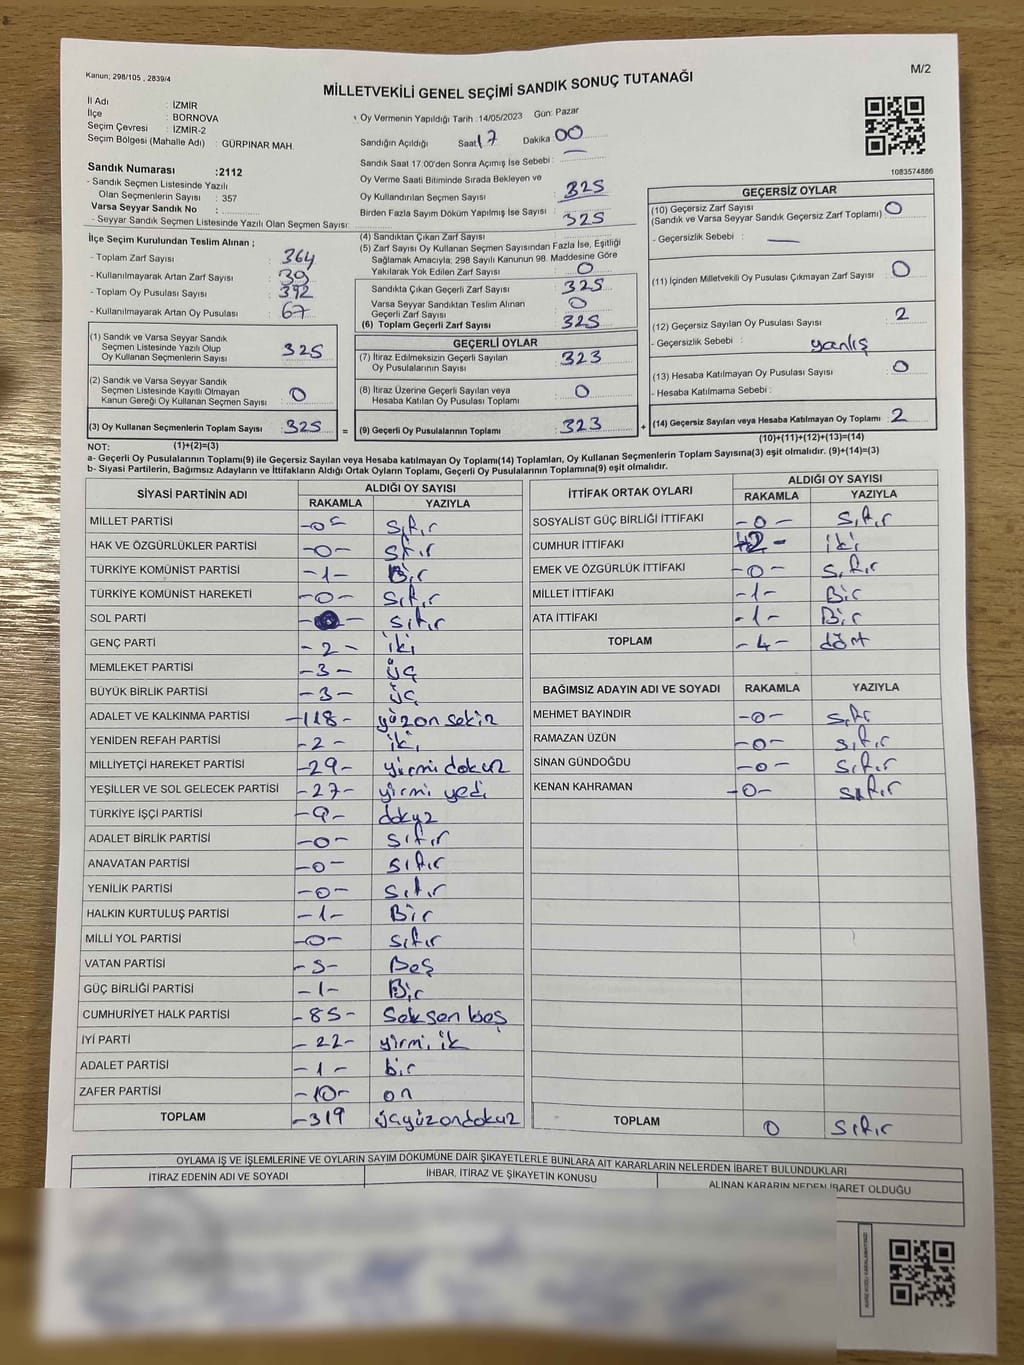 Kanun; 298/105 , 2839/4
M/2
MİLLETVEKİLİ GENEL SEÇİMİ SANDIK SONUÇ TUTANAĞI
İl Adı : İZMİR
İlçe : BORNOVA
Seçim Çevresi : İZMİR-2
Seçim Bölgesi (Mahalle Adı) : GÜRPINAR MAH.
Oy Vermenin Yapıldığı Tarih :14/05/2023 Gün: Pazar
Sandığın Açıldığı Saat 17 Dakika 00
Sandık Saat 17:00'den Sonra Açımış İse Sebebi : —
1083574886
Sandık Numarası :2112
- Sandık Seçmen Listesinde Yazılı
Olan Seçmenlerin Sayısı : 357
Varsa Seyyar Sandık No :
- Seyyar Sandık Seçmen Listesinde Yazılı Olan Seçmen Sayısı:
Oy Verme Saati Bitiminde Sırada Bekleyen ve
Oy Kullandırılan Seçmen Sayısı : 325
Birden Fazla Sayım Döküm Yapılmış İse Sayısı : 325
İlçe Seçim Kurulundan Teslim Alınan ;
- Toplam Zarf Sayısı : 364
- Kullanılmayarak Artan Zarf Sayısı : 39
- Toplam Oy Pusulası Sayısı : 392
- Kullanılmayarak Artan Oy Pusulası : 67
(4) Sandıktan Çıkan Zarf Sayısı :
(5) Zarf Sayısı Oy Kullanan Seçmen Sayısından Fazla İse, Eşitliği
Sağlamak Amacıyla, 298 Sayılı Kanunun 98. Maddesine Göre
Yakılarak Yok Edilen Zarf Sayısı : 0
Sandıkta Çıkan Geçerli Zarf Sayısı : 325
Varsa Seyyar Sandıktan Teslim Alınan
Geçerli Zarf Sayısı : 0
(6) Toplam Geçerli Zarf Sayısı : 325
GEÇERSİZ OYLAR
(10) Geçersiz Zarf Sayısı
(Sandık ve Varsa Seyyar Sandık Geçersiz Zarf Toplamı) : 0
- Geçersizlik Sebebi : —
(11) İçinden Milletvekili Oy Pusulası Çıkmayan Zarf Sayısı : 0
(12) Geçersiz Sayılan Oy Pusulası Sayısı : 2
- Geçersizlik Sebebi : yanlış
(13) Hesaba Katılmayan Oy Pusulası Sayısı : 0
- Hesaba Katılmama Sebebi :
(14) Geçersiz Sayılan veya Hesaba Katılmayan Oy Toplamı : 2
(10)+(11)+(12)+(13)=(14)
(1) Sandık ve Varsa Seyyar Sandık
Seçmen Listesinde Yazılı Olup
Oy Kullanan Seçmenlerin Sayısı : 325
(2) Sandık ve Varsa Seyyar Sandık
Seçmen Listesinde Kayıtlı Olmayan
Kanun Gereği Oy Kullanan Seçmen Sayısı : 0
(3) Oy Kullanan Seçmenlerin Toplam Sayısı : 325 =
(1)+(2)=(3)
GEÇERLİ OYLAR
(7) İtiraz Edilmeksizin Geçerli Sayılan
Oy Pusulalarının Sayısı : 323
(8) İtiraz Üzerine Geçerli Sayılan veya
Hesaba Katılan Oy Pusulası Toplamı : 0
(9) Geçerli Oy Pusulalarının Toplamı : 323 +
NOT:
a- Geçerli Oy Pusulalarının Toplamı(9) ile Geçersiz Sayılan veya Hesaba katılmayan Oy Toplamı(14) Toplamları, Oy Kullanan Seçmenlerin Toplam Sayısına(3) eşit olmalıdır. (9)+(14)=(3)
b- Siyasi Partilerin, Bağımsız Adayların ve İttifakların Aldığı Ortak Oyların Toplamı, Geçerli Oy Pusulalarının Toplamına(9) eşit olmalıdır.
SİYASİ PARTİNİN ADI ALDIĞI OY SAYISI
RAKAMLA YAZIYLA
MİLLET PARTİSİ sıfır
HAK VE ÖZGÜRLÜKLER PARTİSİ -0- sıfır
TÜRKİYE KOMÜNİST PARTİSİ -1- Bir
TÜRKİYE KOMÜNİST HAREKETİ -0- sıfır
SOL PARTİ -0- sıfır
GENÇ PARTİ -2- iki
MEMLEKET PARTİSİ -3- üç
BÜYÜK BİRLİK PARTİSİ -3- üç
ADALET VE KALKINMA PARTİSİ -118- yüzonsekiz
YENİDEN REFAH PARTİSİ -2- iki
MİLLİYETÇİ HAREKET PARTİSİ -29- yirmidokuz
YEŞİLLER VE SOL GELECEK PARTİSİ -27- yirmi yedi
TÜRKİYE İŞÇİ PARTİSİ -9- dokuz
ADALET BİRLİK PARTİSİ -0- sıfır
ANAVATAN PARTİSİ -0- sıfır
YENİLİK PARTİSİ -0- sıfır
HALKIN KURTULUŞ PARTİSİ -1- Bir
MİLLİ YOL PARTİSİ -0- sıfır
VATAN PARTİSİ -5- Beş
GÜÇ BİRLİĞİ PARTİSİ -1- Bir
CUMHURİYET HALK PARTİSİ -85- Seksen beş
İYİ PARTİ -22- yirmi ik
ADALET PARTİSİ -1- bir
ZAFER PARTİSİ -10- on
TOPLAM -319 üçyüzondokuz
İTTİFAK ORTAK OYLARI ALDIĞI OY SAYISI
RAKAMLA YAZIYLA
SOSYALİST GÜÇ BİRLİĞİ İTTİFAKI -0- sıfır
CUMHUR İTTİFAKI 2- iki
EMEK VE ÖZGÜRLÜK İTTİFAKI -0- sıfır
MİLLET İTTİFAKI -1- Bir
ATA İTTİFAKI -1- Bir
TOPLAM -4- dört
BAĞIMSIZ ADAYIN ADI VE SOYADI RAKAMLA YAZIYLA
MEHMET BAYINDIR -0- sıfır
RAMAZAN ÜZÜN -0- sıfır
SİNAN GÜNDOĞDU -0- sıfır
KENAN KAHRAMAN -0- sıfır
TOPLAM 0 sıfır
OYLAMA İŞ VE İŞLEMLERİNE VE OYLARIN SAYIM DÖKÜMÜNE DAİR ŞİKAYETLERLE BUNLARA AİT KARARLARIN NELERDEN İBARET BULUNDUKLARI
İTİRAZ EDENİN ADI VE SOYADI İHBAR, İTİRAZ VE ŞİKAYETİN KONUSU ALINAN KARARIN NEDEN İBARET OLDUĞU